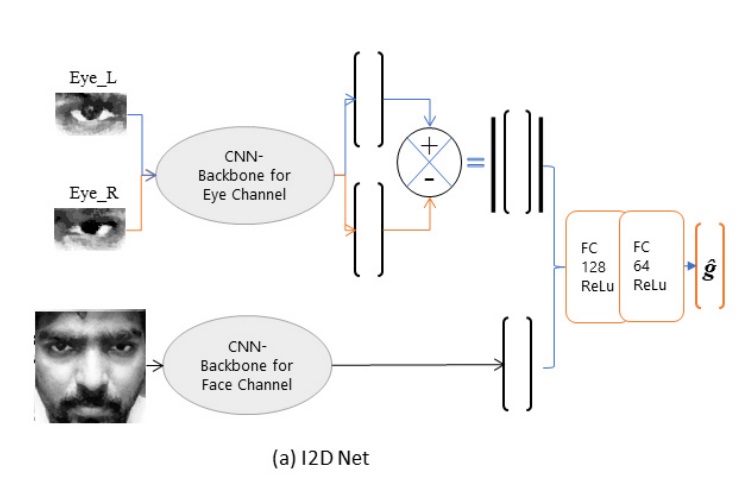 Eye_L
CNN-
Backbone for
Eye Channel
+
-
=
Eye_R
FC
128
ReLu
FC
64
ReLu
ĝ
CNN-
Backbone for
Face Channel
(a) I2D Net